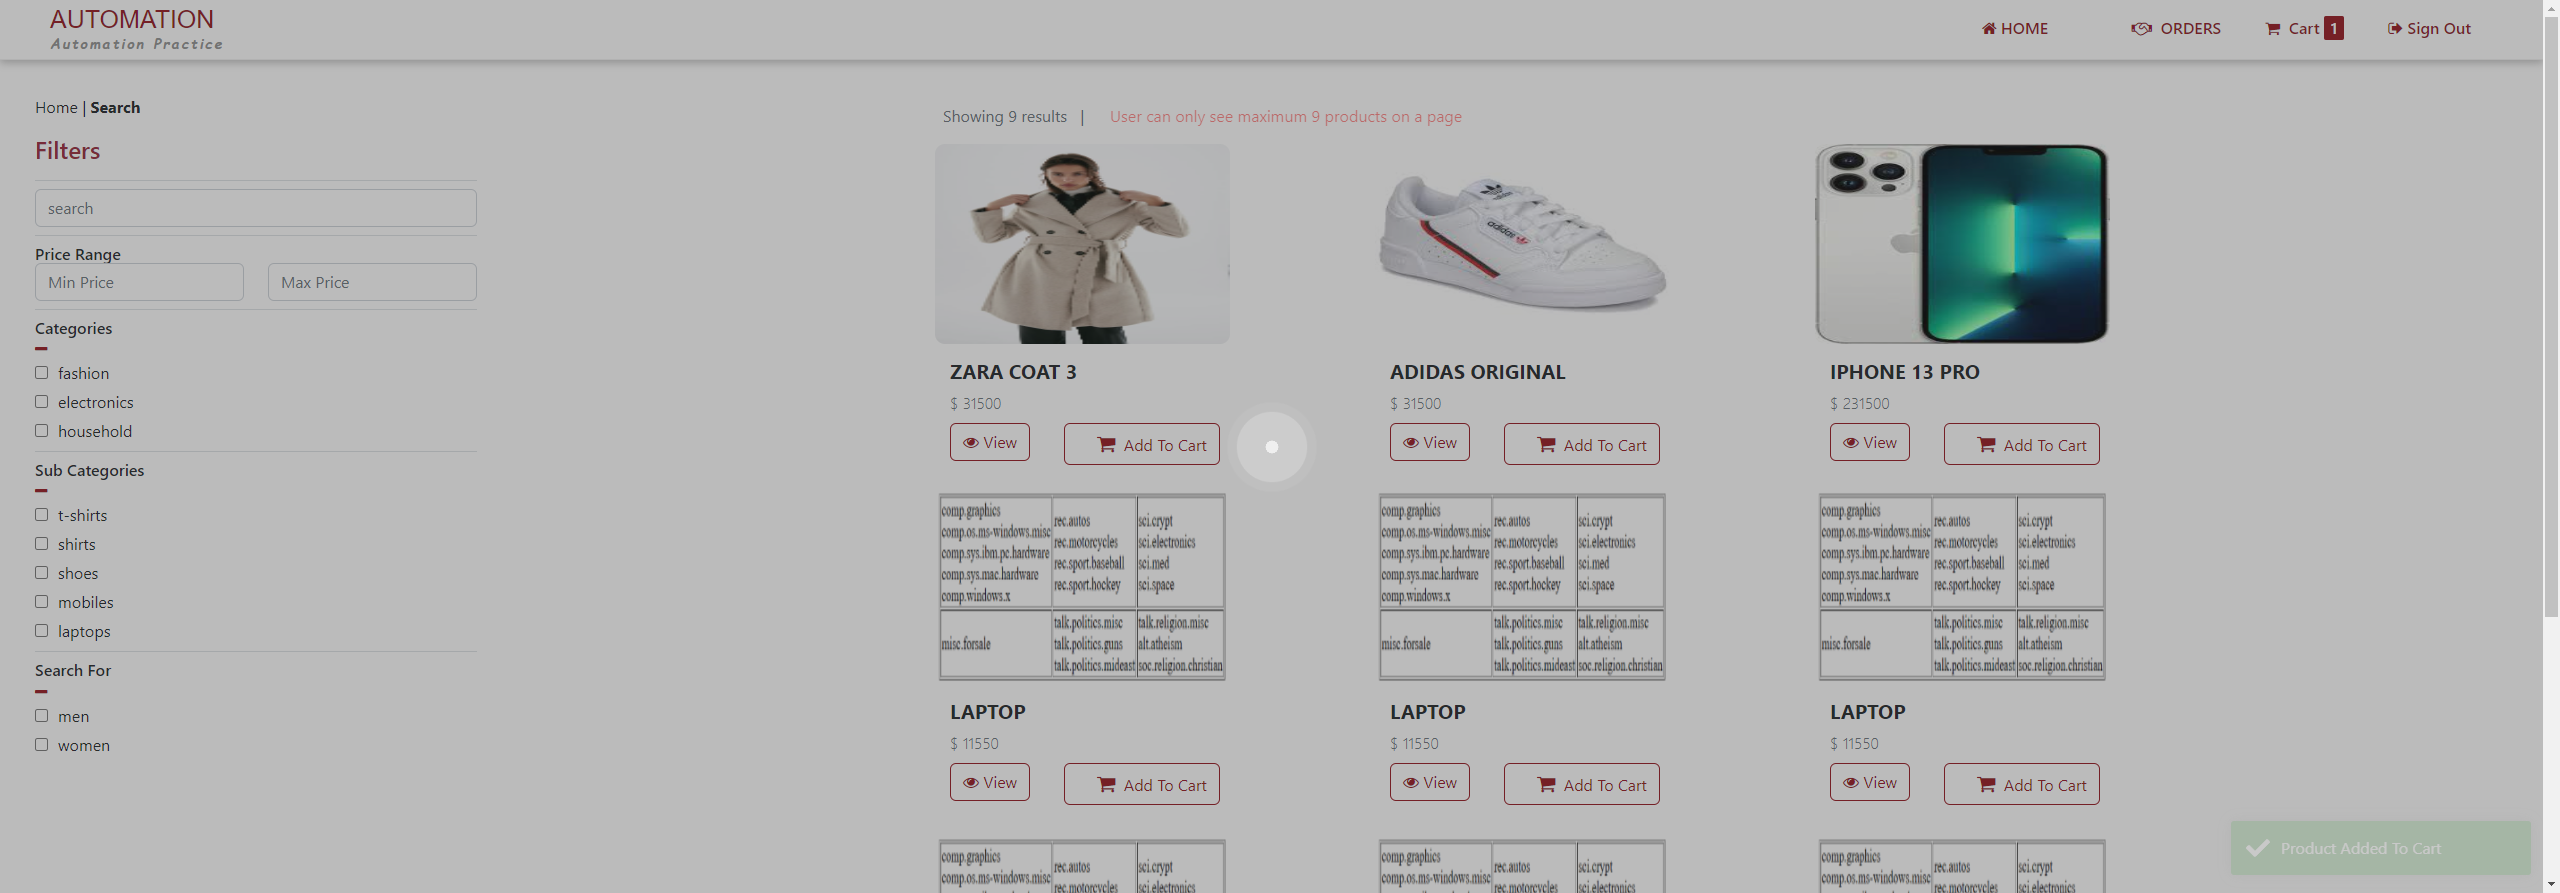 AUTOMATION
Automation Practice
HOME
ORDERS
Cart 1
Sign Out
Home | Search
Filters
search
Price Range
Min Price
Max Price
Categories
fashion
electronics
household
Sub Categories
t-shirts
shirts
shoes
mobiles
laptops
Search For
men
women
Showing 9 results |
User can only see maximum 9 products on a page
adidas
adidas
ZARA COAT 3
$ 31500
View
Add To Cart
ADIDAS ORIGINAL
$ 31500
View
Add To Cart
IPHONE 13 PRO
$ 231500
View
Add To Cart
comp.graphics
comp.os.ms-windows.misc
comp.sys.ibm.pc.hardware
comp.sys.mac.hardware
comp.windows.x
rec.autos
rec.motorcycles
rec.sport.baseball
rec.sport.hockey
sci.crypt
sci.electronics
sci.med
sci.space
misc.forsale
talk.politics.misc
talk.politics.guns
talk.politics.mideast
talk.religion.misc
alt.atheism
soc.religion.christian
LAPTOP
$ 11550
View
Add To Cart
comp.graphics
comp.os.ms-windows.misc
comp.sys.ibm.pc.hardware
comp.sys.mac.hardware
comp.windows.x
rec.autos
rec.motorcycles
rec.sport.baseball
rec.sport.hockey
sci.crypt
sci.electronics
sci.med
sci.space
misc.forsale
talk.politics.misc
talk.politics.guns
talk.politics.mideast
talk.religion.misc
alt.atheism
soc.religion.christian
LAPTOP
$ 11550
View
Add To Cart
comp.graphics
comp.os.ms-windows.misc
comp.sys.ibm.pc.hardware
comp.sys.mac.hardware
comp.windows.x
rec.autos
rec.motorcycles
rec.sport.baseball
rec.sport.hockey
sci.crypt
sci.electronics
sci.med
sci.space
misc.forsale
talk.politics.misc
talk.politics.guns
talk.politics.mideast
talk.religion.misc
alt.atheism
soc.religion.christian
LAPTOP
$ 11550
View
Add To Cart
comp.graphics
comp.os.ms-windows.misc
rec.autos
rec.motorcycles
sci.crypt
sci.electronics
comp.graphics
comp.os.ms-windows.misc
rec.autos
rec.motorcycles
sci.crypt
sci.electronics
comp.graphics
comp.os.ms-windows.misc
rec.autos
rec.motorcycles
sci.crypt
sci.electronics
Product Added To Cart